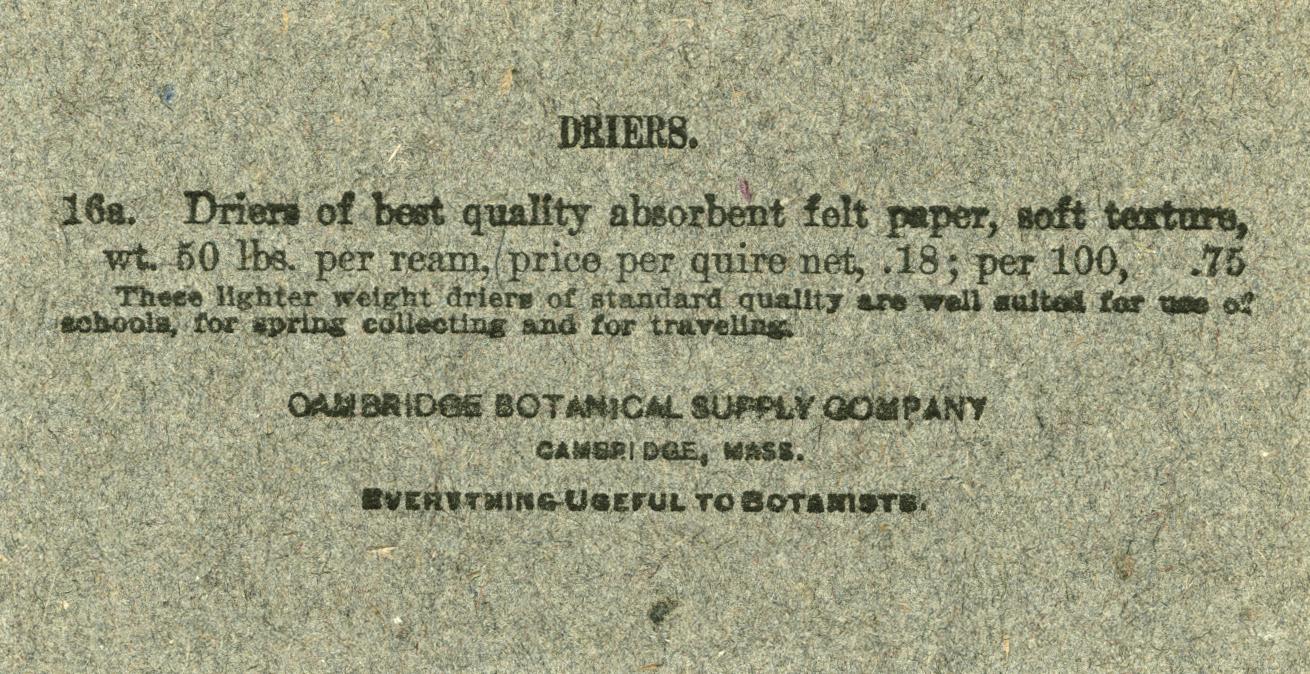 DRIERS.
16a. Driers of best quality absorbent felt paper, soft texture,
wt. 50 lbs. per ream, price per quire net, .18; per 100, .75
These lighter weight driers of standard quality are well suited for use of
schools, for spring collecting and for traveling.
CAMBRIDGE BOTANICAL SUPPLY COMPANY
CAMBRIDGE, MASS.
EVERYTHING USEFUL TO BOTANISTS.